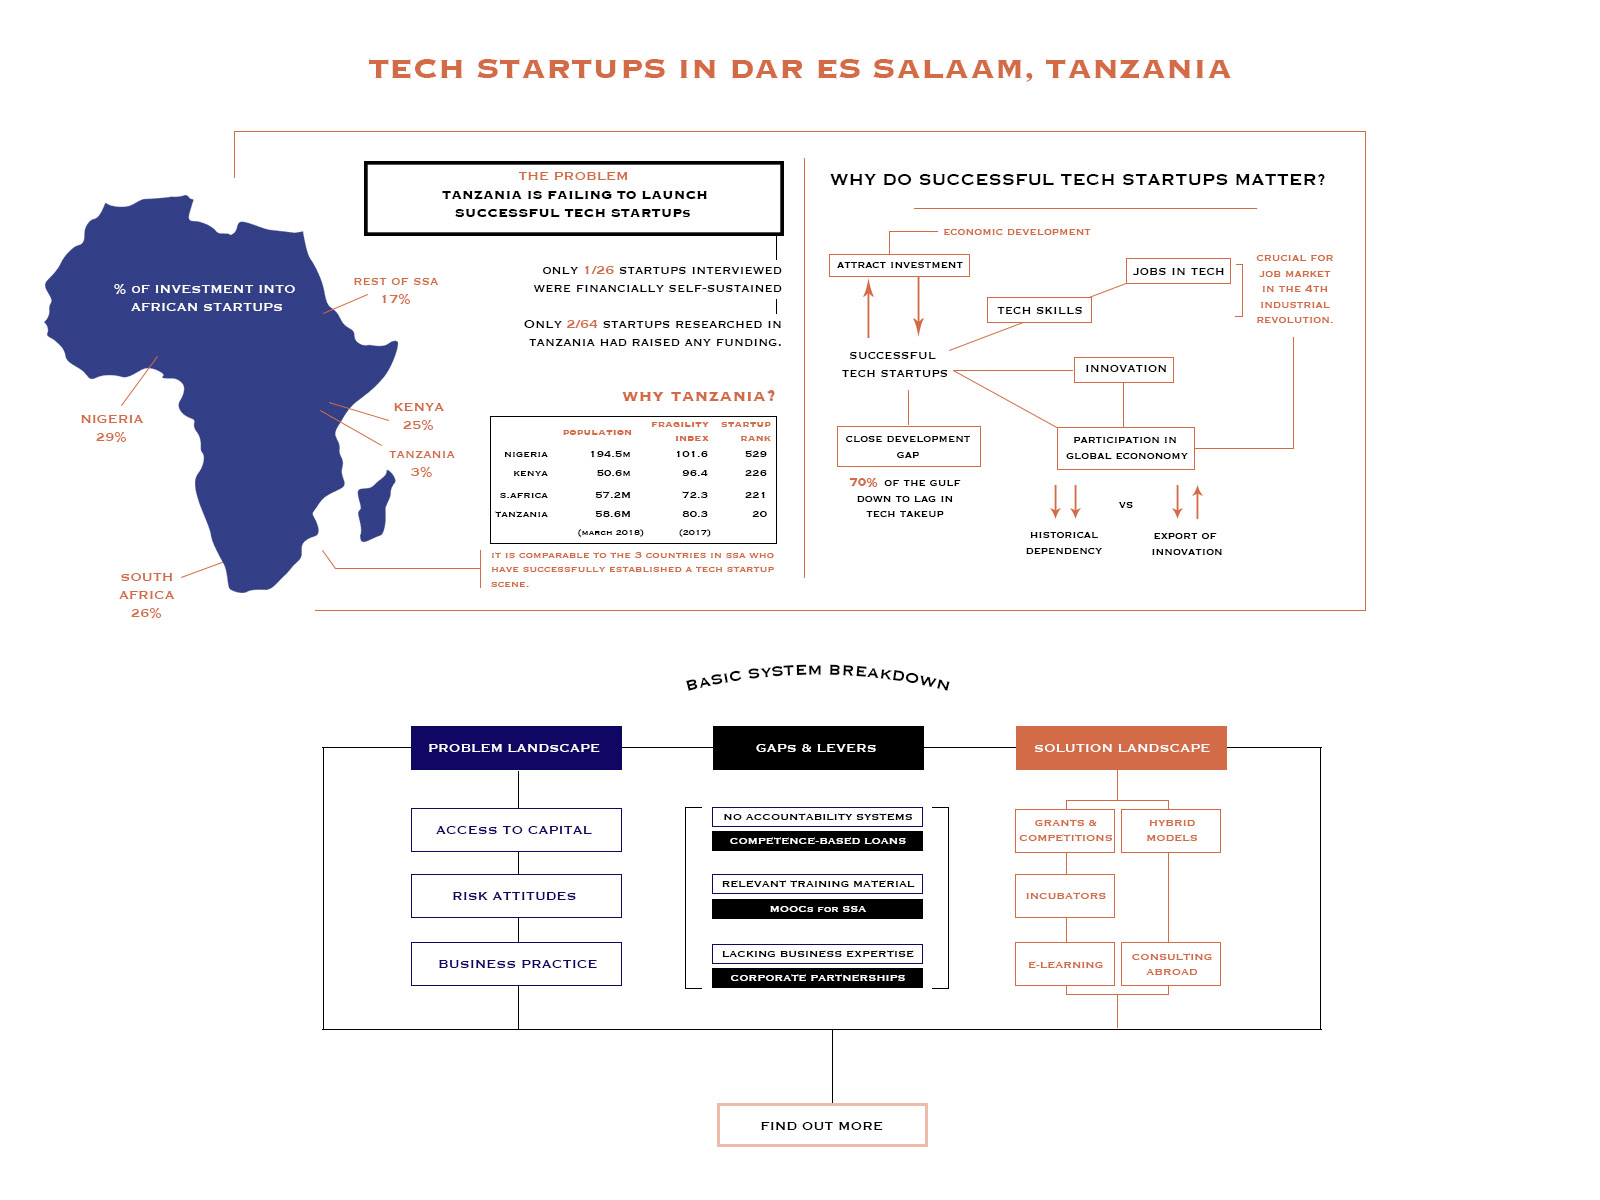 TECH STARTUPS IN DAR ES SALAAM, TANZANIA
% OF INVESTMENT INTO
AFRICAN STARTUPS
REST OF SSA
17%
NIGERIA
29%
KENYA
25%
TANZANIA
3%
SOUTH
AFRICA
26%
THE PROBLEM
TANZANIA IS FAILING TO LAUNCH
SUCCESSFUL TECH STARTUPS
ONLY 1/26 STARTUPS INTERVIEWED
WERE FINANCIALLY SELF-SUSTAINED
ONLY 2/64 STARTUPS RESEARCHED IN
TANZANIA HAD RAISED ANY FUNDING.
WHY TANZANIA?
POPULATION FRAGILITY INDEX STARTUP RANK
NIGERIA 194.5M 101.6 529
KENYA 50.6M 96.4 226
S.AFRICA 57.2M 72.3 221
TANZANIA 58.6M 80.3 20
(MARCH 2018) (2017)
IT IS COMPARABLE TO THE 3 COUNTRIES IN SSA WHO
HAVE SUCCESSFULLY ESTABLISHED A TECH STARTUP
SCENE.
WHY DO SUCCESSFUL TECH STARTUPS MATTER?
ECONOMIC DEVELOPMENT
ATTRACT INVESTMENT
JOBS IN TECH
CRUCIAL FOR
JOB MARKET
IN THE 4TH
INDUSTRIAL
REVOLUTION.
TECH SKILLS
SUCCESSFUL
TECH STARTUPS
INNOVATION
CLOSE DEVELOPMENT
GAP
70% OF THE GULF
DOWN TO LAG IN
TECH TAKEUP
PARTICIPATION IN
GLOBAL ECONONOMY
VS
HISTORICAL
DEPENDENCY
EXPORT OF
INNOVATION
BASIC SYSTEM BREAKDOWN
PROBLEM LANDSCAPE
ACCESS TO CAPITAL
RISK ATTITUDES
BUSINESS PRACTICE
GAPS & LEVERS
NO ACCOUNTABILITY SYSTEMS
COMPETENCE-BASED LOANS
RELEVANT TRAINING MATERIAL
MOOCS FOR SSA
LACKING BUSINESS EXPERTISE
CORPORATE PARTNERSHIPS
SOLUTION LANDSCAPE
GRANTS &
COMPETITIONS
HYBRID
MODELS
INCUBATORS
E-LEARNING
CONSULTING
ABROAD
FIND OUT MORE